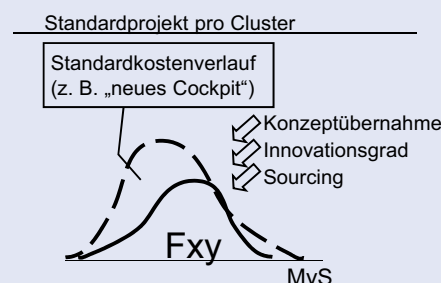 Standardprojekt pro Cluster
Standardkostenverlauf
(z. B. „neues Cockpit“)
Konzeptübernahme
Innovationsgrad
Sourcing
Fxy
MvS